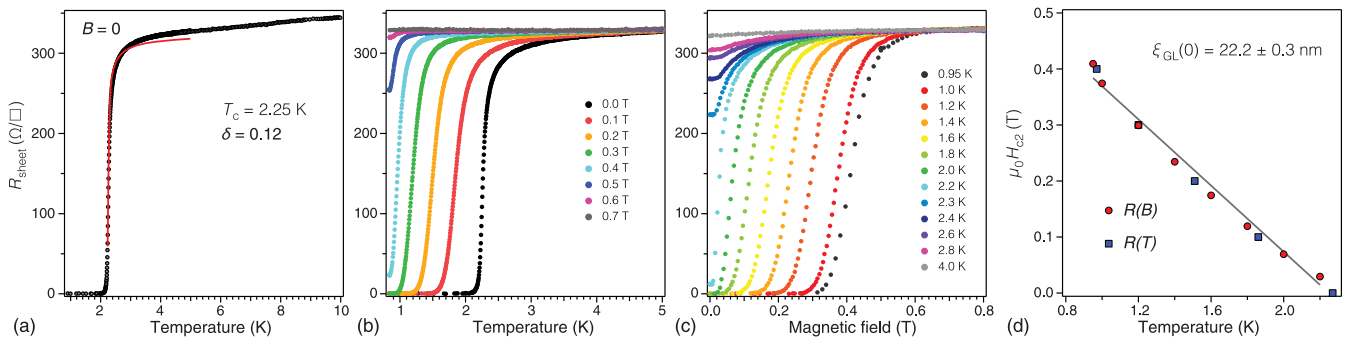 B = 0
T_c = 2.25 K
δ = 0.12
R_sheet (Ω/□)
300
200
100
0
2
4
6
8
10
(a)
Temperature (K)
0.0 T
0.1 T
0.2 T
0.3 T
0.4 T
0.5 T
0.6 T
0.7 T
300
200
100
0
1
2
3
4
5
(b)
Temperature (K)
0.95 K
1.0 K
1.2 K
1.4 K
1.6 K
1.8 K
2.0 K
2.2 K
2.3 K
2.4 K
2.6 K
2.8 K
4.0 K
300
200
100
0
0.0
0.2
0.4
0.6
0.8
(c)
Magnetic field (T)
ξ_GL(0) = 22.2 ± 0.3 nm
μ₀H_c2 (T)
0.5
0.4
0.3
0.2
0.1
0.0
R(B)
R(T)
0.8
1.2
1.6
2.0
(d)
Temperature (K)